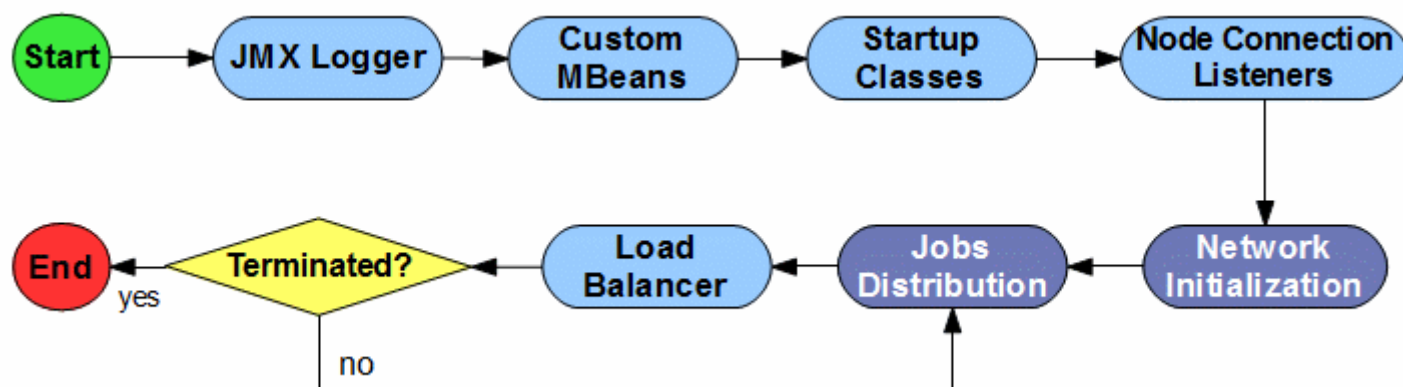 Start
JMX Logger
Custom
MBeans
Startup
Classes
Node Connection
Listeners
End
yes
Terminated?
no
Load
Balancer
Jobs
Distribution
Network
Initialization